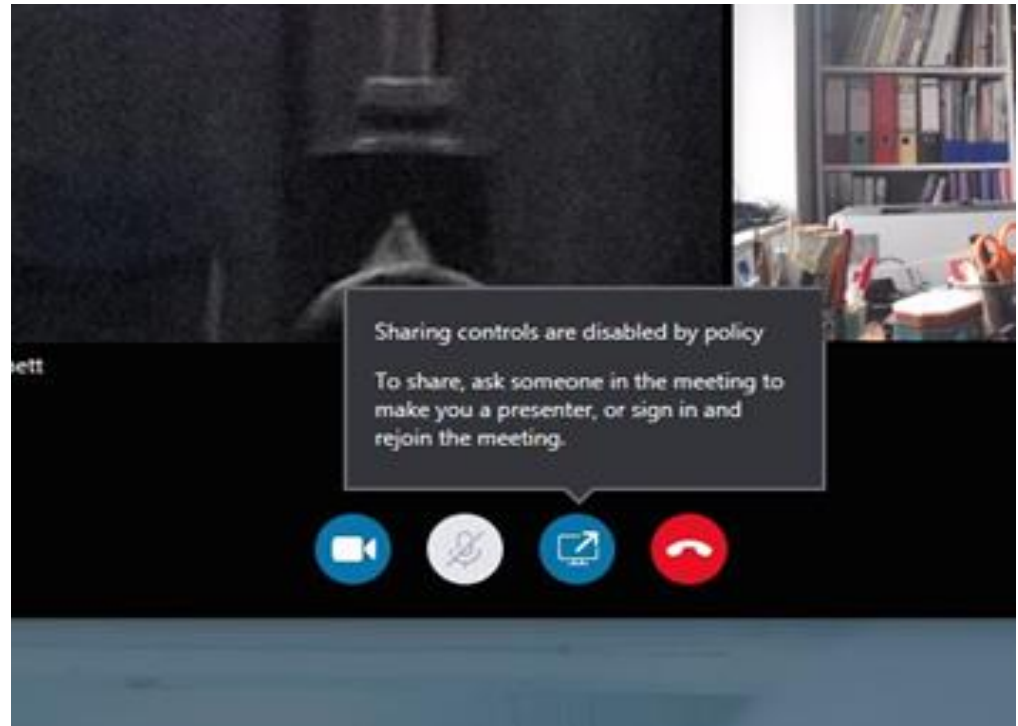 Sharing controls are disabled by policy
To share, ask someone in the meeting to
make you a presenter, or sign in and
rejoin the meeting.
ett